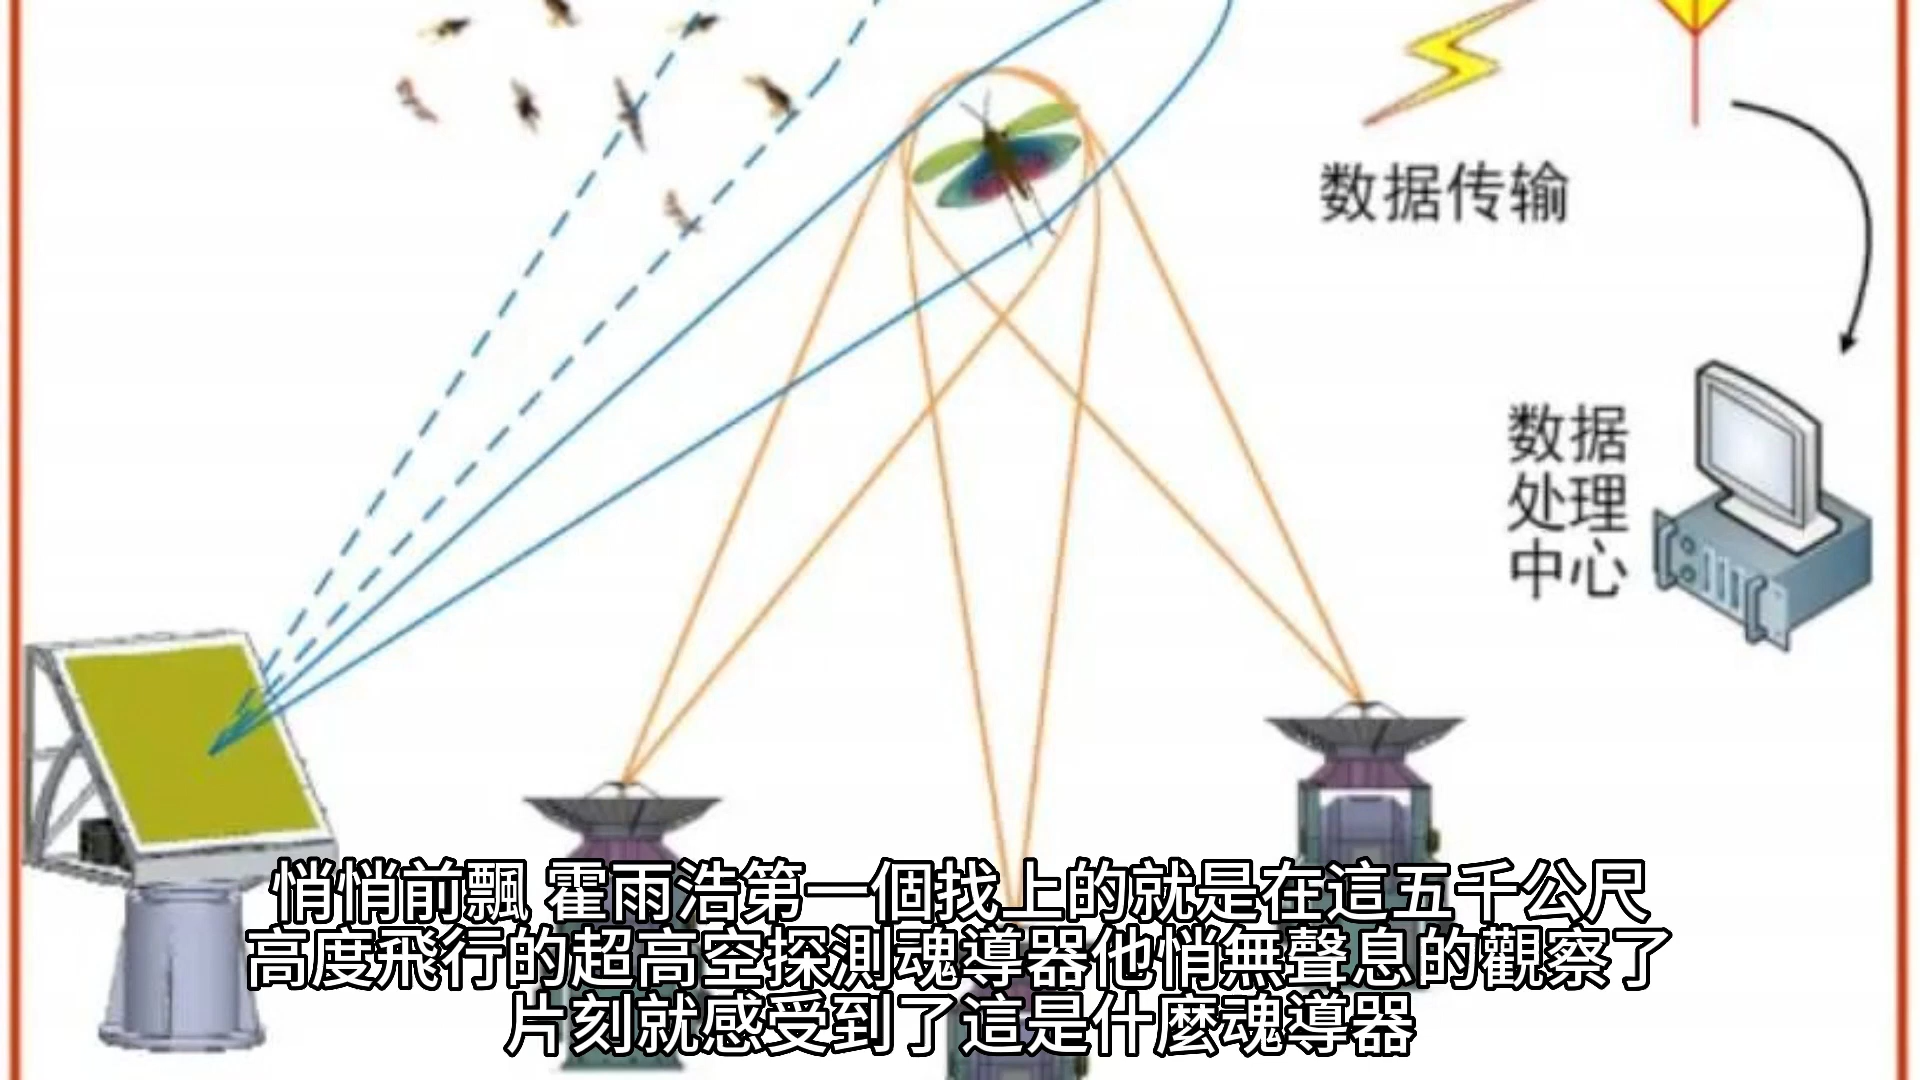 数据传输
数据
处理
中心
悄悄前飄 霍雨浩第一個找上的就是在這五千公尺
高度飛行的超高空探測魂導器他悄無聲息的觀察了
片刻就感受到了這是什麼魂導器